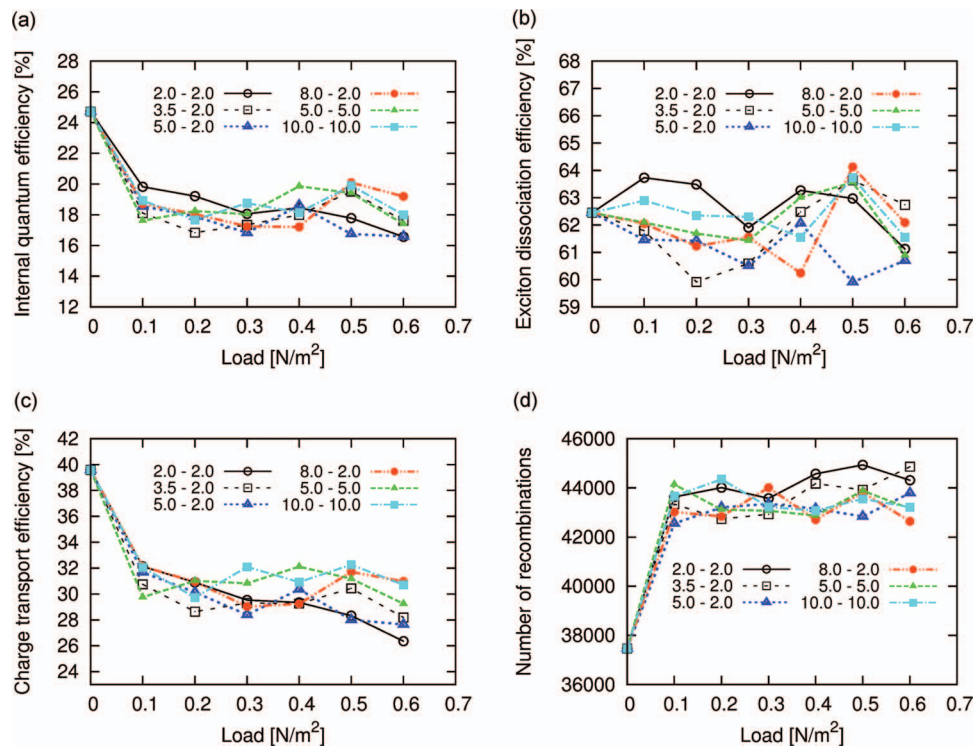 (a)
Internal quantum efficiency [%]
28
26
24
22
20
18
16
14
12
2.0 - 2.0
3.5 - 2.0
5.0 - 2.0
8.0 - 2.0
5.0 - 5.0
10.0 - 10.0
0 0.1 0.2 0.3 0.4 0.5 0.6 0.7
Load [N/m²]
(b)
Exciton dissociation efficiency [%]
68
67
66
65
64
63
62
61
60
59
2.0 - 2.0
3.5 - 2.0
5.0 - 2.0
8.0 - 2.0
5.0 - 5.0
10.0 - 10.0
0 0.1 0.2 0.3 0.4 0.5 0.6 0.7
Load [N/m²]
(c)
Charge transport efficiency [%]
42
40
38
36
34
32
30
28
26
24
2.0 - 2.0
3.5 - 2.0
5.0 - 2.0
8.0 - 2.0
5.0 - 5.0
10.0 - 10.0
0 0.1 0.2 0.3 0.4 0.5 0.6 0.7
Load [N/m²]
(d)
Number of recombinations
46000
44000
42000
40000
38000
36000
2.0 - 2.0
3.5 - 2.0
5.0 - 2.0
8.0 - 2.0
5.0 - 5.0
10.0 - 10.0
0 0.1 0.2 0.3 0.4 0.5 0.6 0.7
Load [N/m²]